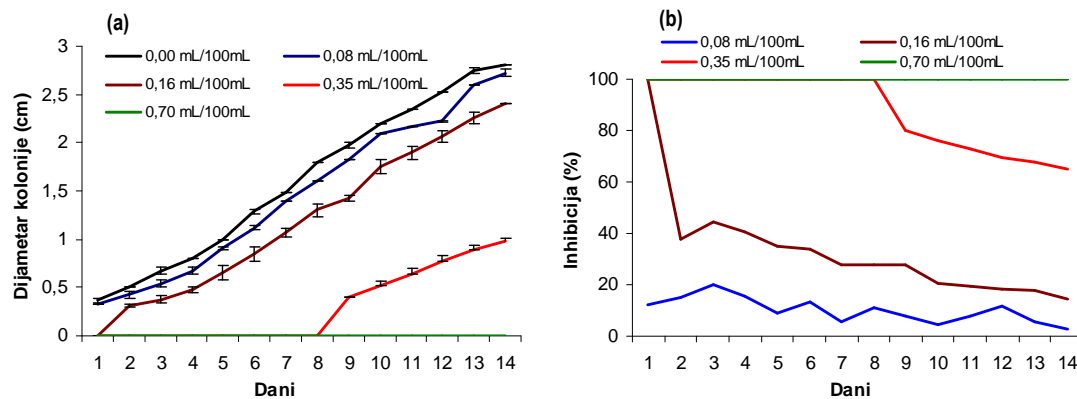 (a)
0,00 mL/100mL
0,08 mL/100mL
0,16 mL/100mL
0,35 mL/100mL
0,70 mL/100mL
Dijametar kolonije (cm)
3
2,5
2
1,5
1
0,5
0
1 2 3 4 5 6 7 8 9 10 11 12 13 14
Dani
(b)
0,08 mL/100mL
0,16 mL/100mL
0,35 mL/100mL
0,70 mL/100mL
Inhibicija (%)
100
80
60
40
20
0
1 2 3 4 5 6 7 8 9 10 11 12 13 14
Dani